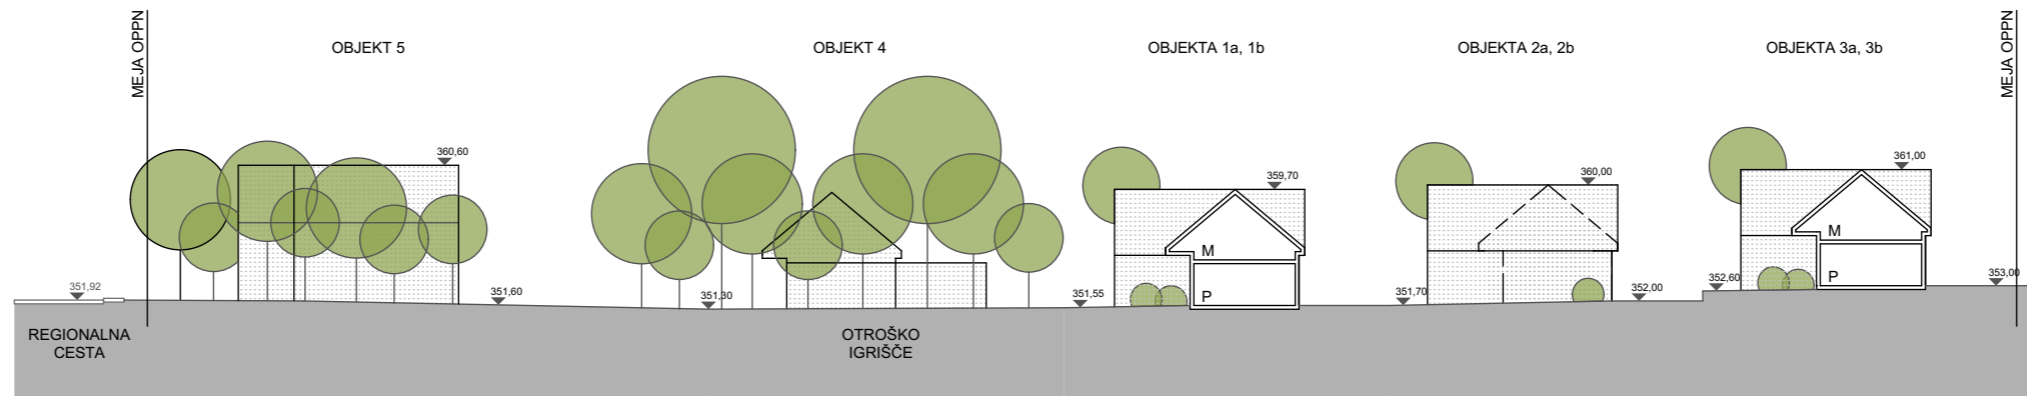 MEJA OPPN
OBJEKT 5
OBJEKT 4
OBJEKTA 1a, 1b
OBJEKTA 2a, 2b
OBJEKTA 3a, 3b
MEJA OPPN
360,60
359,70
360,00
361,00
M
M
P
P
351,92
351,60
351,30
351,55
351,70
352,00
352,60
353,00
REGIONALNA
CESTA
OTROŠKO
IGRIŠČE